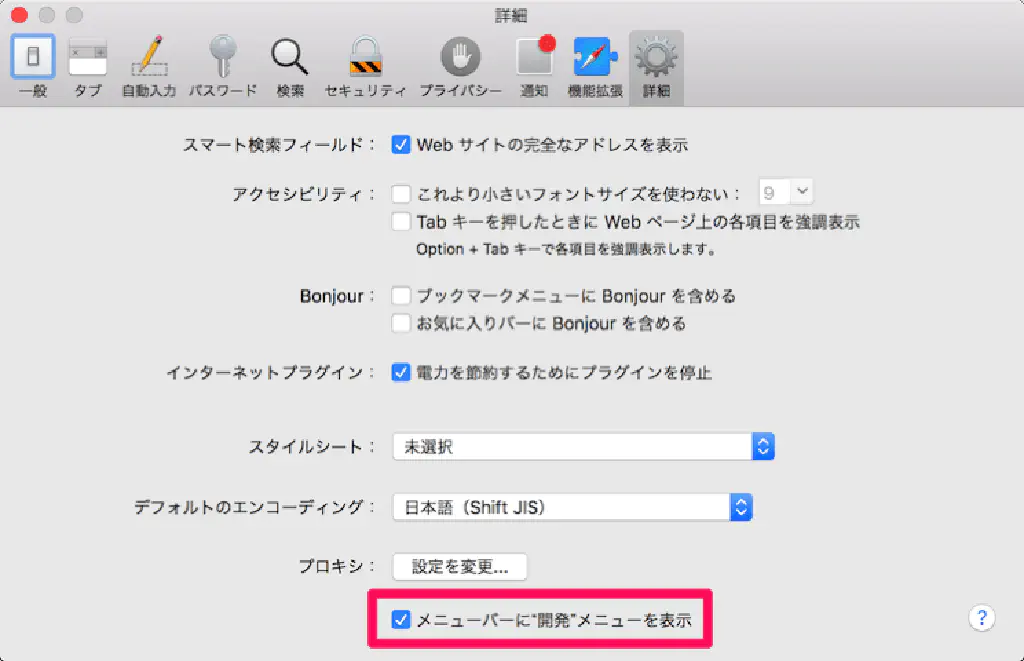 詳細
一般 タブ 自動入力 パスワード 検索 セキュリティ プライバシー 通知 機能拡張 詳細
スマート検索フィールド： Web サイトの完全なアドレスを表示
アクセシビリティ： これより小さいフォントサイズを使わない： 9
Tab キーを押したときに Web ページ上の各項目を強調表示
Option + Tab キーで各項目を強調表示します。
Bonjour： ブックマークメニューに Bonjour を含める
お気に入りバーに Bonjour を含める
インターネットプラグイン： 電力を節約するためにプラグインを停止
スタイルシート： 未選択
デフォルトのエンコーディング： 日本語（Shift JIS）
プロキシ： 設定を変更...
メニューバーに“開発”メニューを表示
?